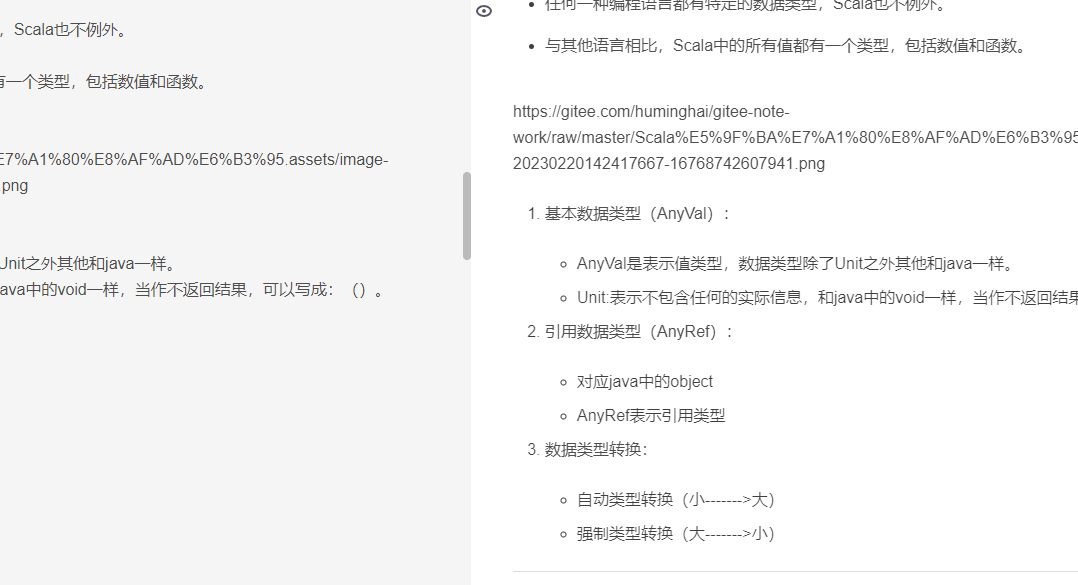 ，Scala也不例外。
有一个类型，包括数值和函数。
E7%A1%80%E8%AF%AD%E6%B3%95.assets/image-
.png
Unit之外其他和java一样。
java中的void一样，当作不返回结果，可以写成：（）。
任何一种编程语言都有特定的数据类型，Scala也不例外。
与其他语言相比，Scala中的所有值都有一个类型，包括数值和函数。
https://gitee.com/huminghai/gitee-note-
work/raw/master/Scala%E5%9F%BA%E7%A1%80%E8%AF%AD%E6%B3%95
20230220142417667-16768742607941.png
1. 基本数据类型（AnyVal）：
AnyVal是表示值类型，数据类型除了Unit之外其他和java一样。
Unit:表示不包含任何的实际信息，和java中的void一样，当作不返回结果
2. 引用数据类型（AnyRef）：
对应java中的object
AnyRef表示引用类型
3. 数据类型转换：
自动类型转换（小------->大）
强制类型转换（大------->小）